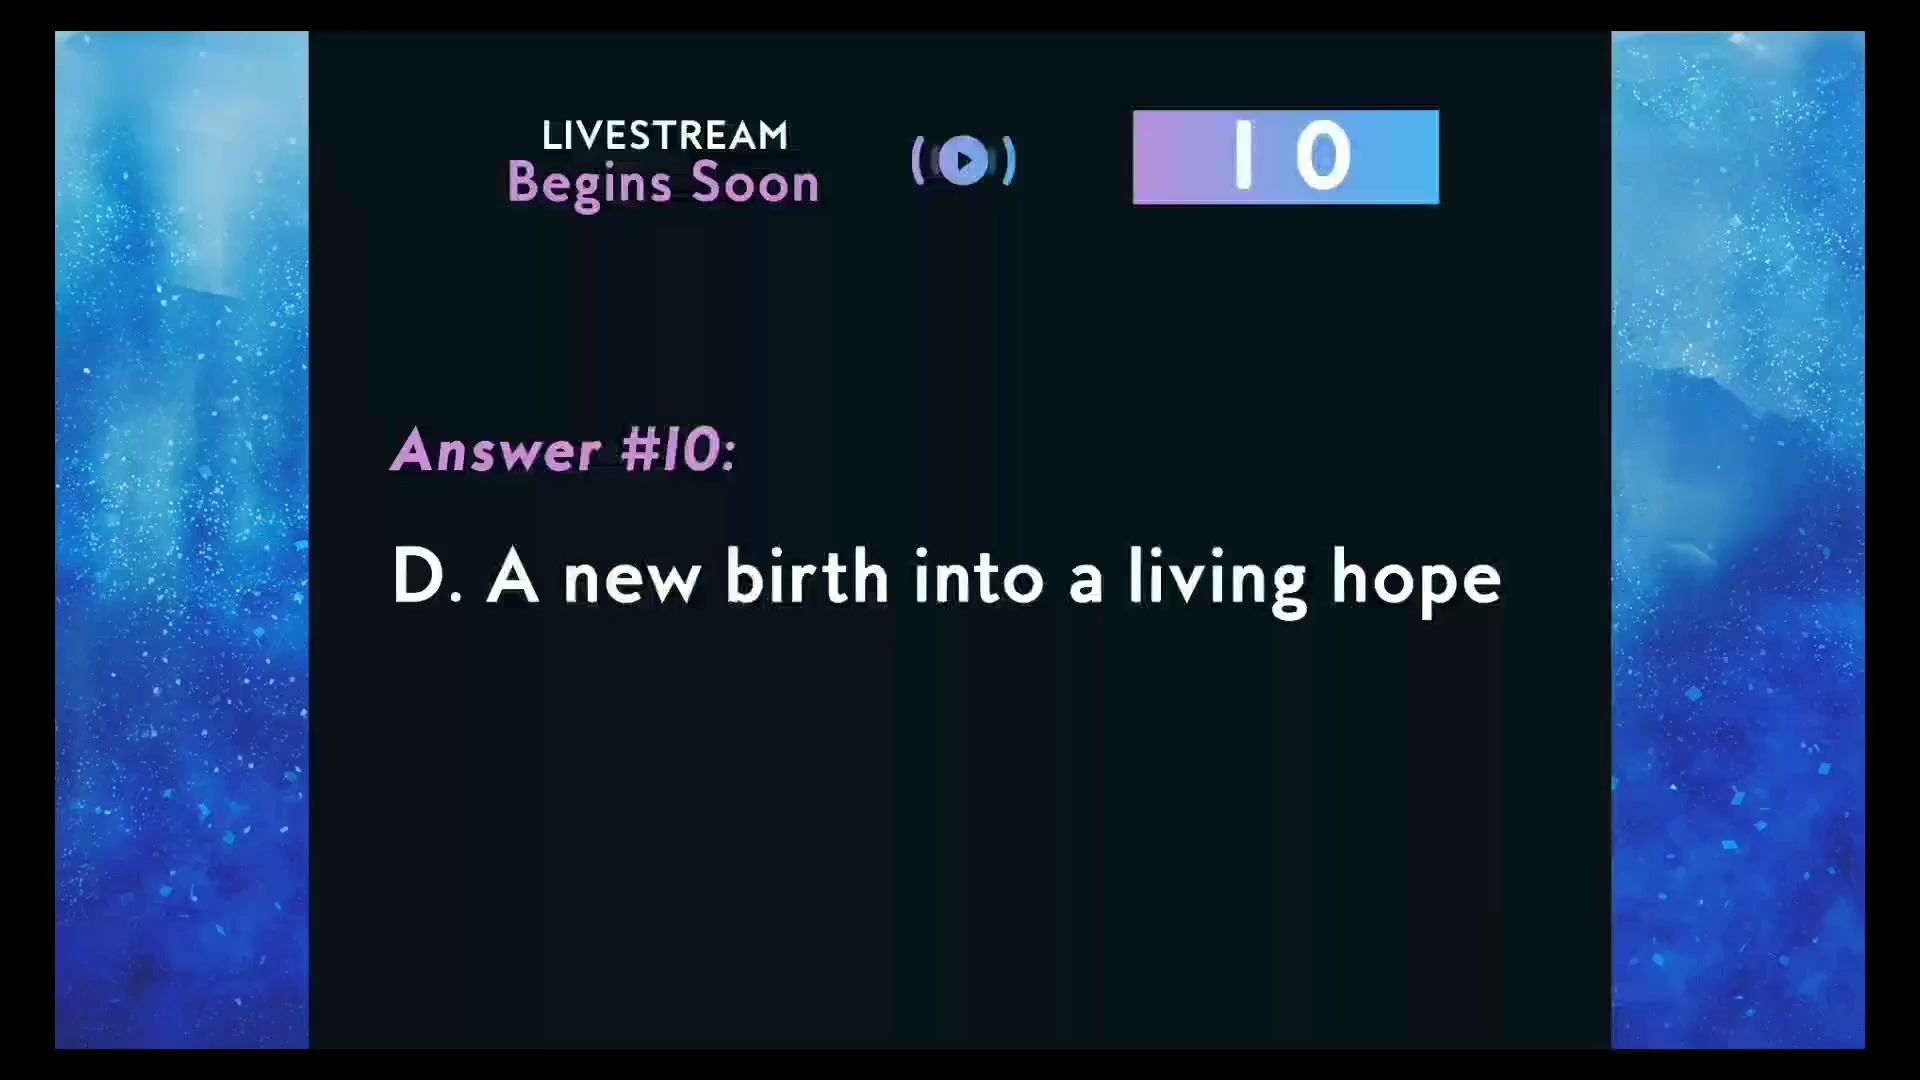 LIVESTREAM
Begins Soon
10
Answer #10:
D. A new birth into a living hope